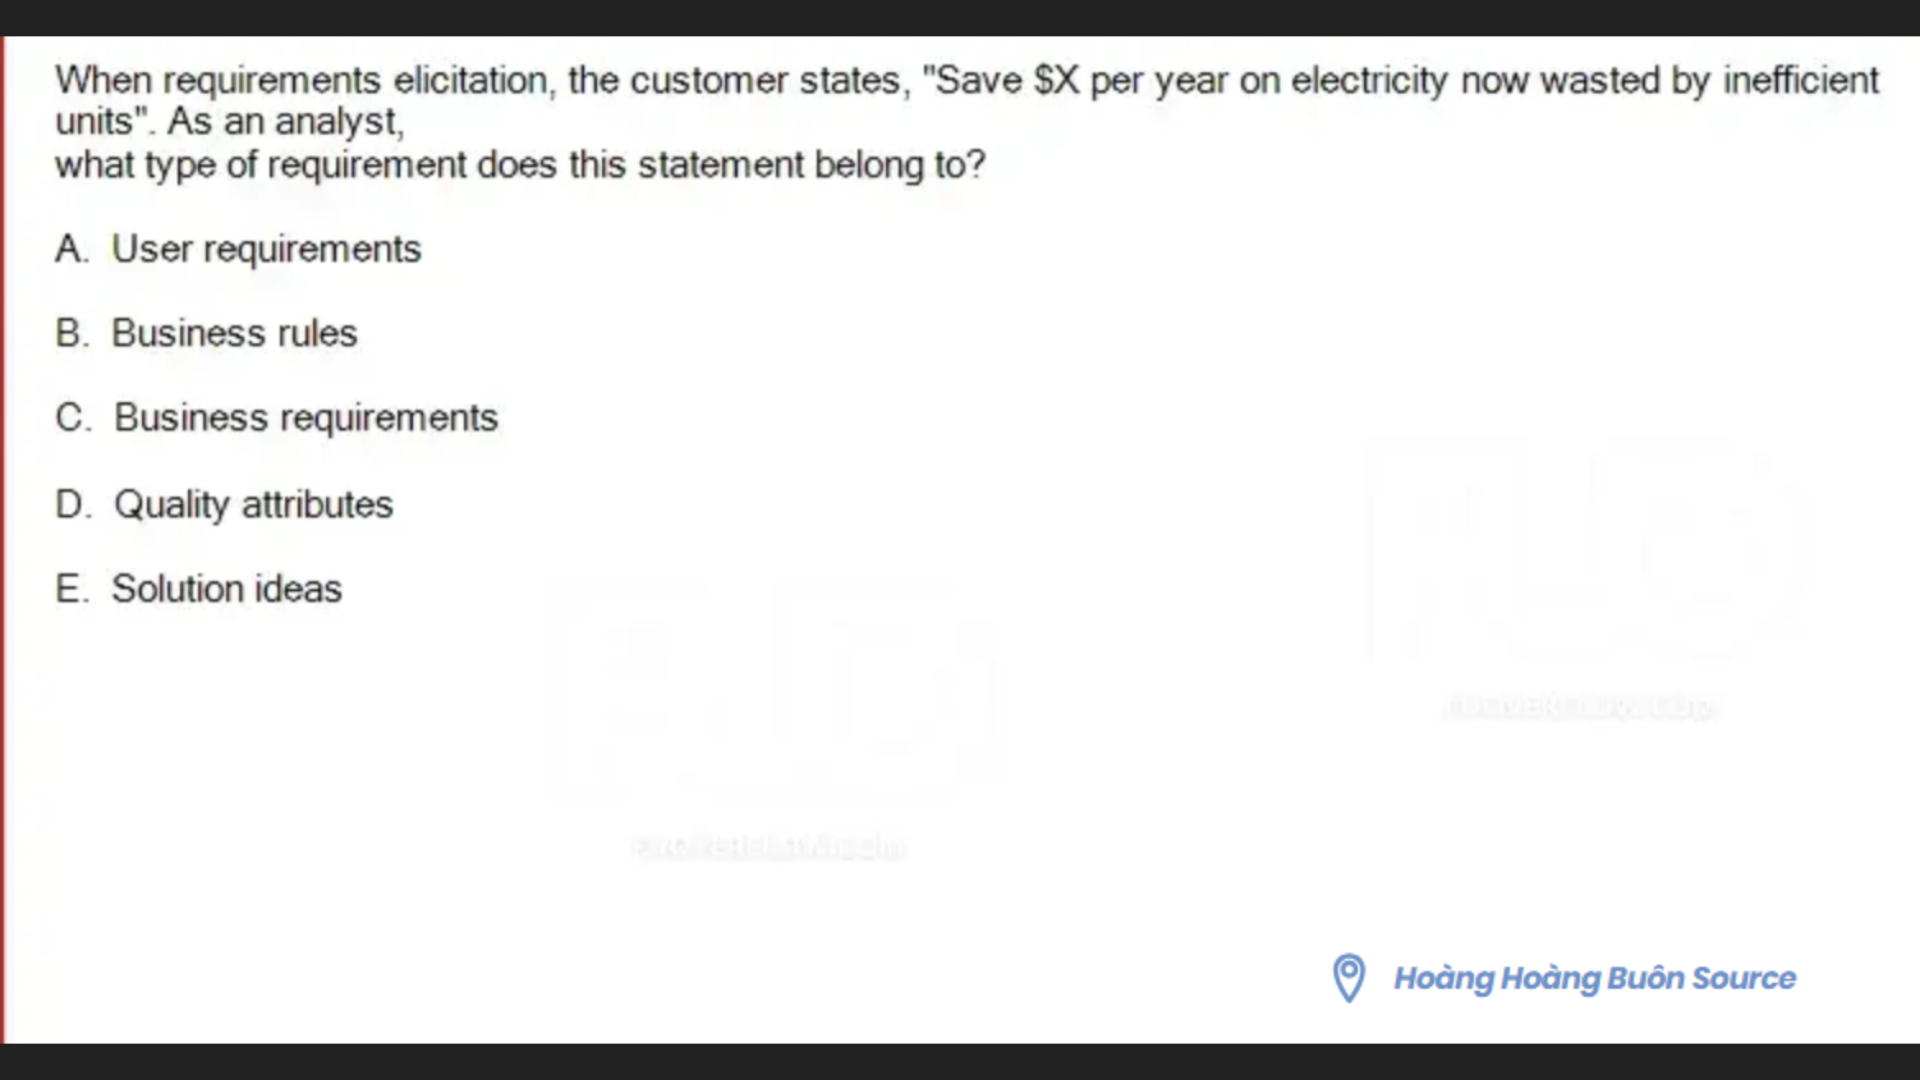 When requirements elicitation, the customer states, "Save $X per year on electricity now wasted by inefficient
units". As an analyst,
what type of requirement does this statement belong to?
A. User requirements
B. Business rules
C. Business requirements
D. Quality attributes
E. Solution ideas
Hoàng Hoàng Buôn Source